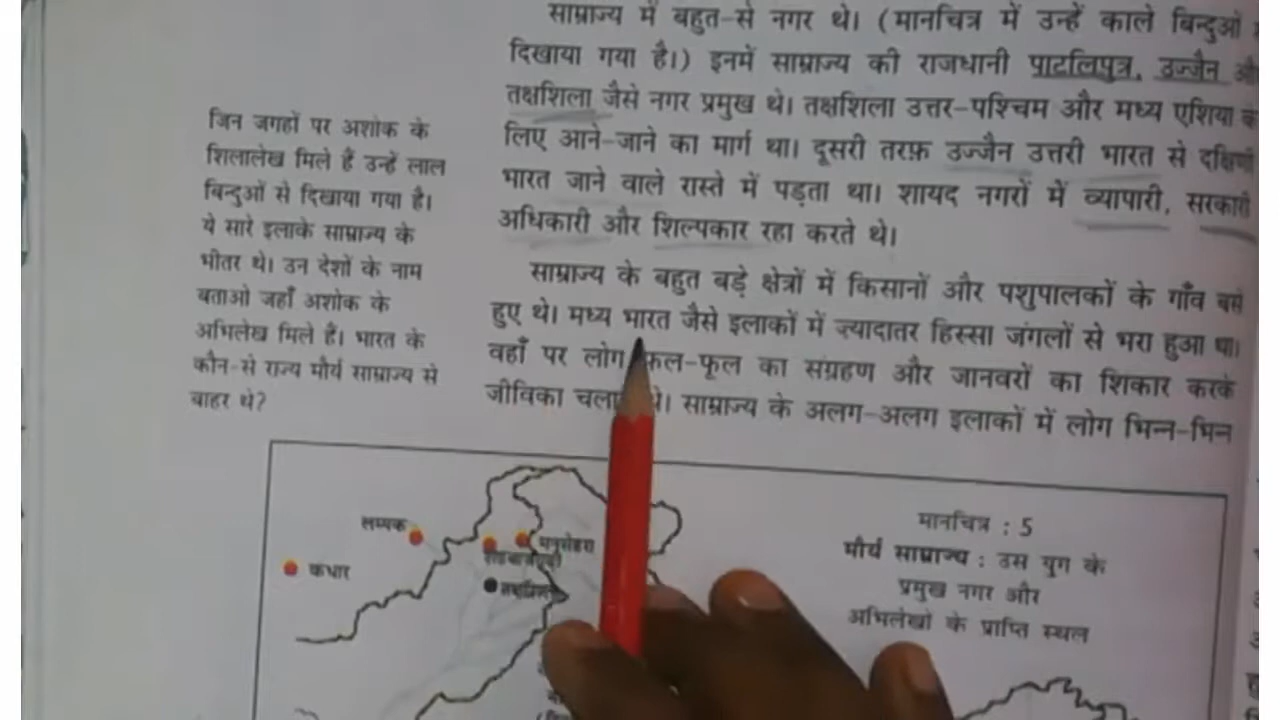 साम्राज्य में बहुत-से नगर थे। (मानचित्र में उन्हें काले बिन्दुओं
दिखाया गया है।) इनमें साम्राज्य की राजधानी पाटलिपुत्र, उज्जैन
तक्षशिला जैसे नगर प्रमुख थे। तक्षशिला उत्तर-पश्चिम और मध्य एशिया के
लिए आने-जाने का मार्ग था। दूसरी तरफ़ उज्जैन उत्तरी भारत से दक्षिणी
भारत जाने वाले रास्ते में पड़ता था। शायद नगरों में व्यापारी, सरकारी
अधिकारी और शिल्पकार रहा करते थे।
साम्राज्य के बहुत बड़े क्षेत्रों में किसानों और पशुपालकों के गाँव बसे
हुए थे। मध्य भारत जैसे इलाकों में ज़्यादातर हिस्सा जंगलों से भरा हुआ था।
वहाँ पर लोग फल-फूल का संग्रहण और जानवरों का शिकार करके
जीविका थे। साम्राज्य के अलग-अलग इलाकों में लोग भिन्न-भिन्न
जिन जगहों पर अशोक के
शिलालेख मिले हैं उन्हें लाल
बिन्दुओं से दिखाया गया है।
ये सारे इलाके साम्राज्य के
भीतर थे। उन देशों के नाम
बताओ जहाँ अशोक के
अभिलेख मिले हैं। भारत के
कौन-से राज्य मौर्य साम्राज्य से
बाहर थे?
मानचित्र : 5
मौर्य साम्राज्य : उस युग के
प्रमुख नगर और
अभिलेखों के प्राप्ति स्थल
लम्पक
मनुसेहरा
कंधार